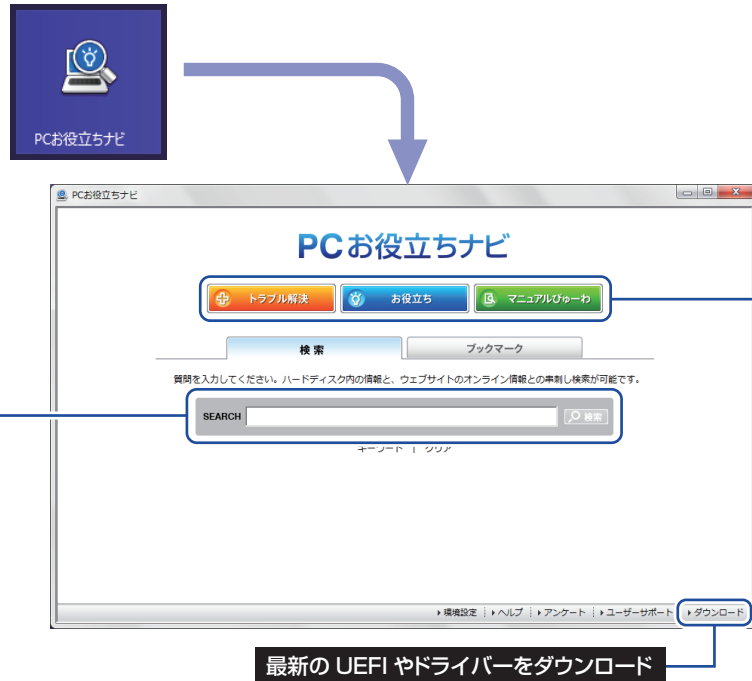 PCお役立ちナビ
PCお役立ちナビ
PCお役立ちナビ
トラブル解決 お役立ち マニュアルびゅーわ
検索 ブックマーク
質問を入力してください。ハードディスク内の情報と、ウェブサイトのオンライン情報との串刺し検索が可能です。
SEARCH 検索
キーワード | クリア
環境設定 ヘルプ アンケート ユーザーサポート ダウンロード
最新の UEFI やドライバーをダウンロード